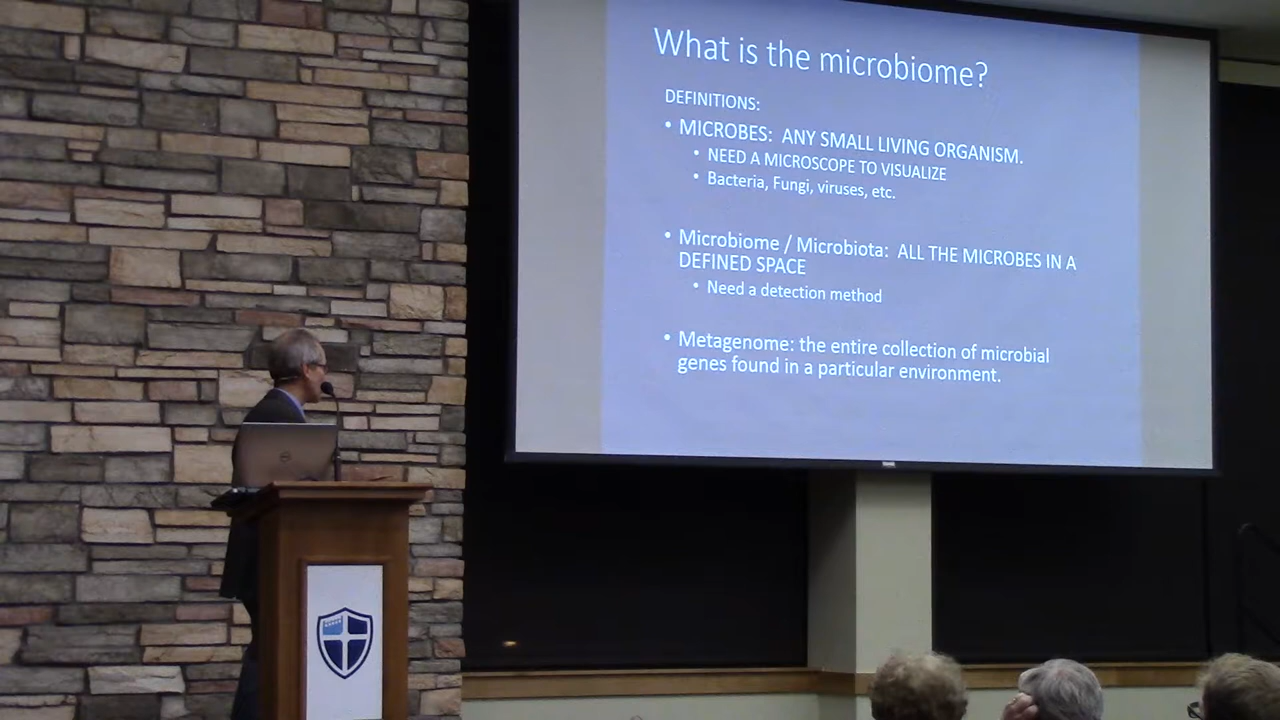 What is the microbiome?
DEFINITIONS:
• MICROBES: ANY SMALL LIVING ORGANISM.
• NEED A MICROSCOPE TO VISUALIZE
• Bacteria, Fungi, viruses, etc.
• Microbiome / Microbiota: ALL THE MICROBES IN A
DEFINED SPACE
• Need a detection method
• Metagenome: the entire collection of microbial
genes found in a particular environment.